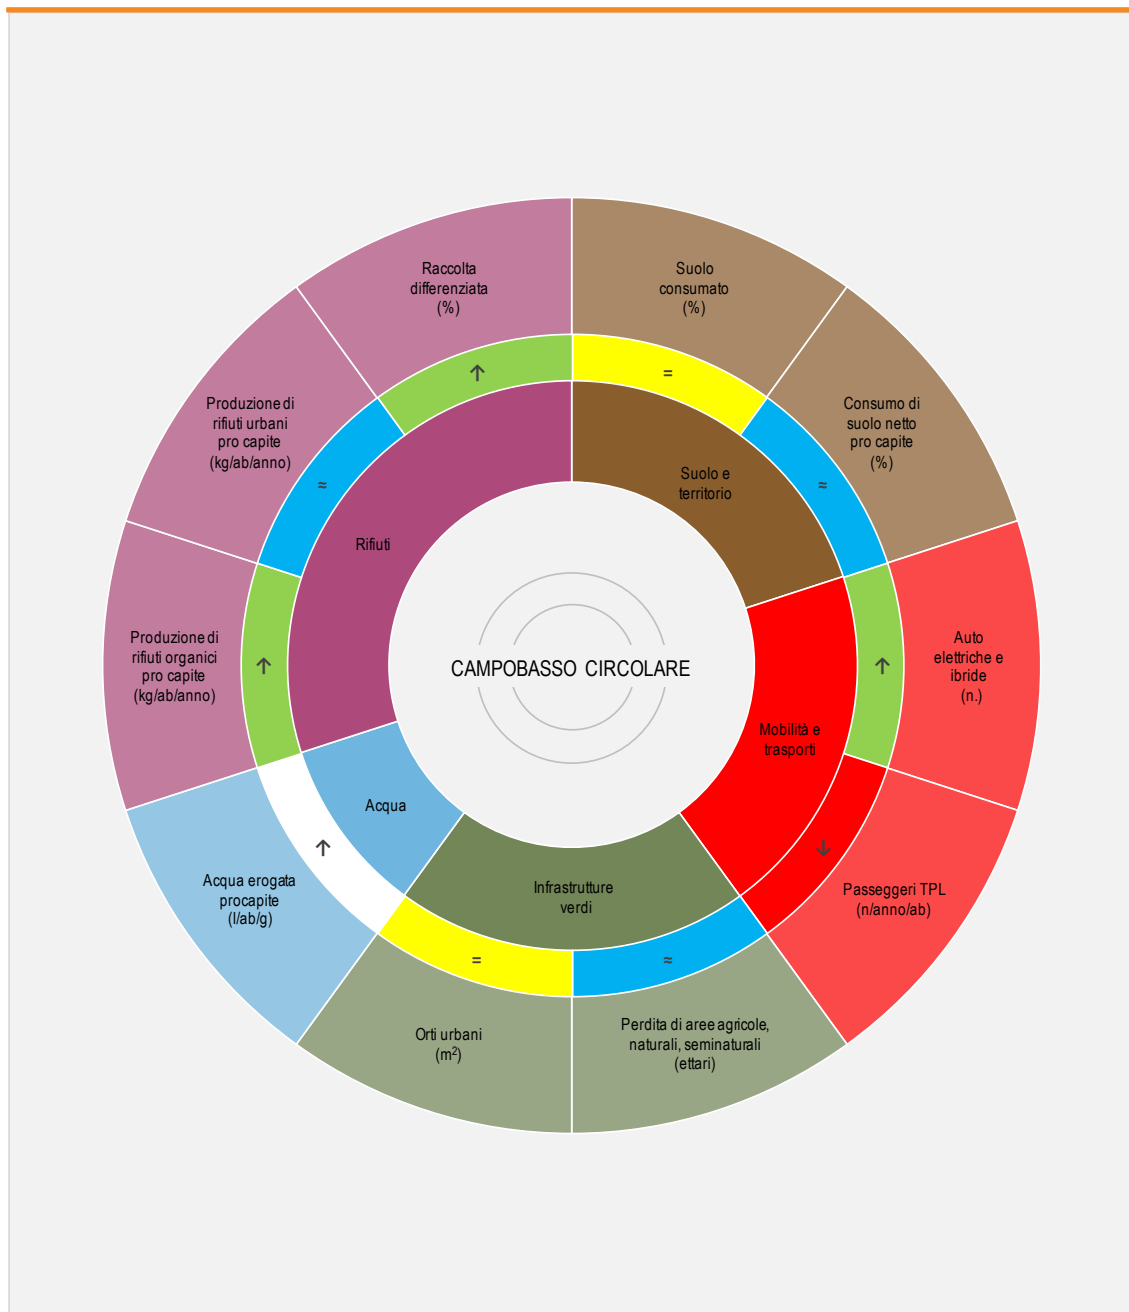 Raccolta
differenziata
(%)
Suolo
consumato
(%)
Produzione di
rifiuti urbani
pro capite
(kg/ab/anno)
Consumo di
suolo netto
pro capite
(%)
↑
=
≈
≈
Suolo e
territorio
Rifiuti
Produzione di
rifiuti organici
pro capite
(kg/ab/anno)
↑
CAMPOBASSO CIRCOLARE
↑
Auto
elettriche e
ibride
(n.)
Mobilità e
trasporti
Acqua
↑
↓
Acqua erogata
procapite
(l/ab/g)
Infrastrutture
verdi
Passeggeri TPL
(n/anno/ab)
=
≈
Orti urbani
(m²)
Perdita di aree agricole,
naturali, seminaturali
(ettari)